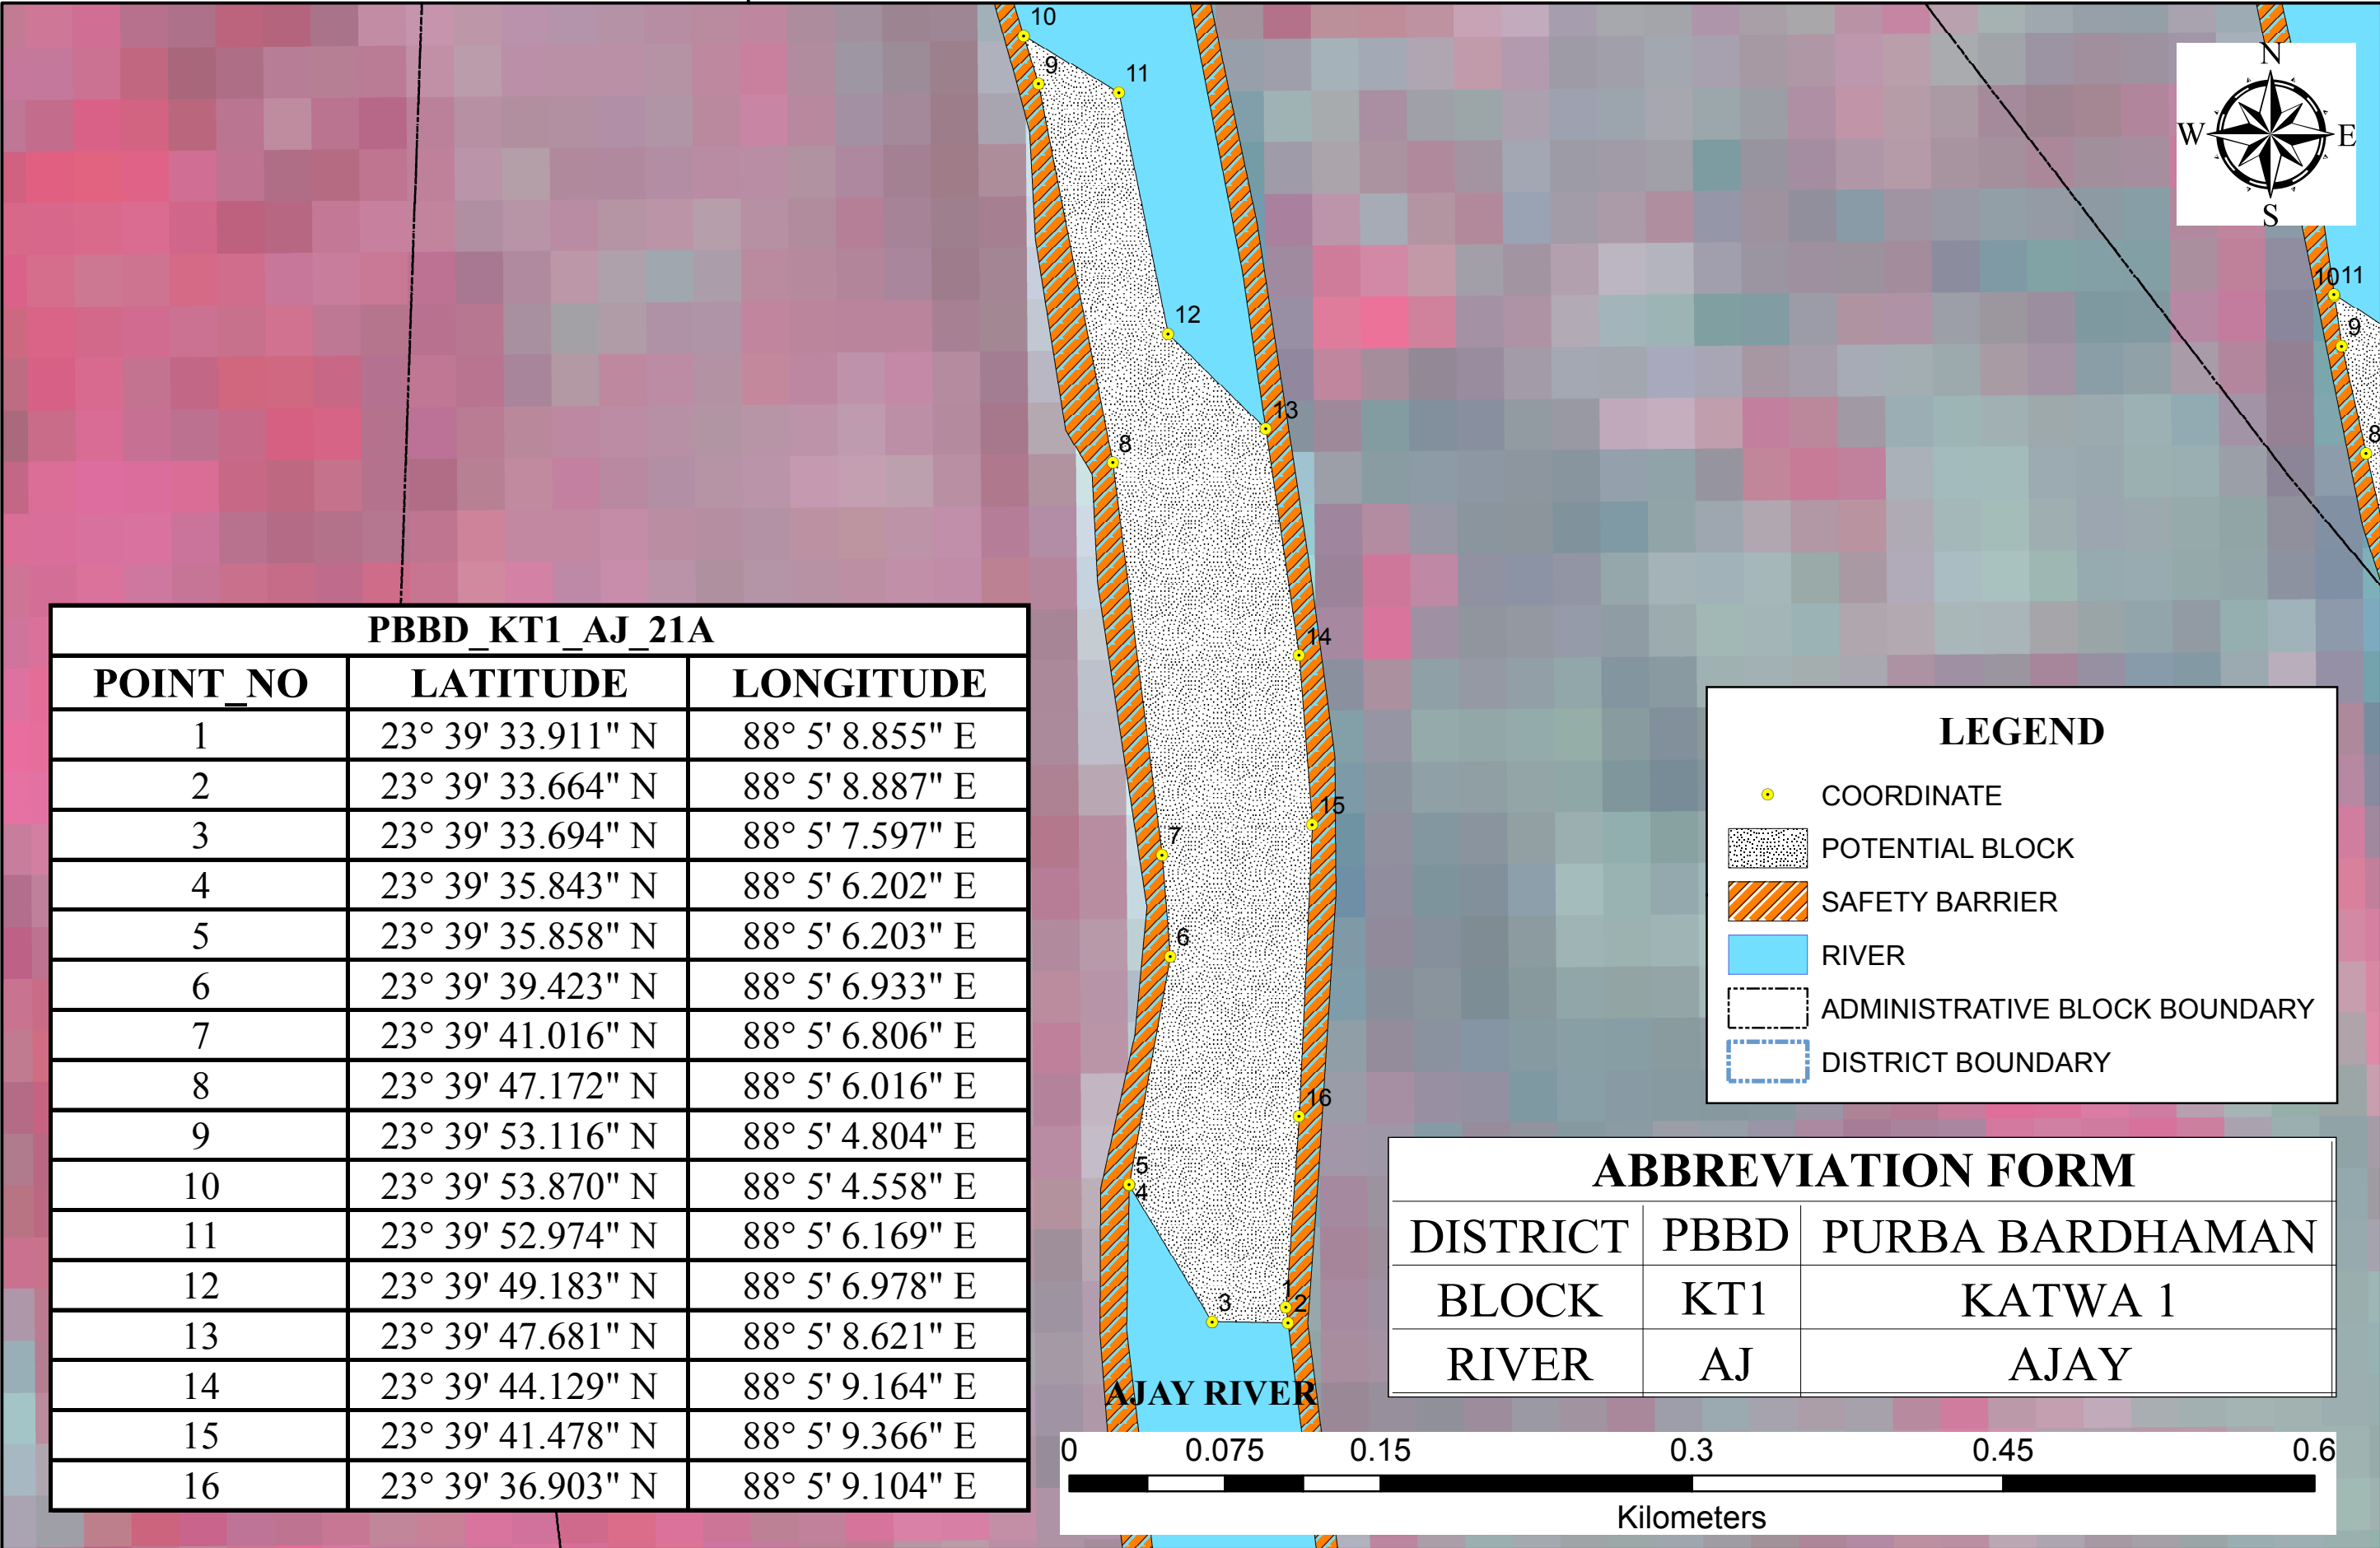 10
9
11
12
13
8
14
15
7
6
16
5
4
3
1
2
1011
9
8
N
W E
S
PBBD_KT1_AJ_21A
POINT_NO LATITUDE LONGITUDE
1 23° 39' 33.911" N 88° 5' 8.855" E
2 23° 39' 33.664" N 88° 5' 8.887" E
3 23° 39' 33.694" N 88° 5' 7.597" E
4 23° 39' 35.843" N 88° 5' 6.202" E
5 23° 39' 35.858" N 88° 5' 6.203" E
6 23° 39' 39.423" N 88° 5' 6.933" E
7 23° 39' 41.016" N 88° 5' 6.806" E
8 23° 39' 47.172" N 88° 5' 6.016" E
9 23° 39' 53.116" N 88° 5' 4.804" E
10 23° 39' 53.870" N 88° 5' 4.558" E
11 23° 39' 52.974" N 88° 5' 6.169" E
12 23° 39' 49.183" N 88° 5' 6.978" E
13 23° 39' 47.681" N 88° 5' 8.621" E
14 23° 39' 44.129" N 88° 5' 9.164" E
15 23° 39' 41.478" N 88° 5' 9.366" E
16 23° 39' 36.903" N 88° 5' 9.104" E
LEGEND
COORDINATE
POTENTIAL BLOCK
SAFETY BARRIER
RIVER
ADMINISTRATIVE BLOCK BOUNDARY
DISTRICT BOUNDARY
ABBREVIATION FORM
DISTRICT PBBD PURBA BARDHAMAN
BLOCK KT1 KATWA 1
RIVER AJ AJAY
AJAY RIVER
0 0.075 0.15 0.3 0.45 0.6
Kilometers